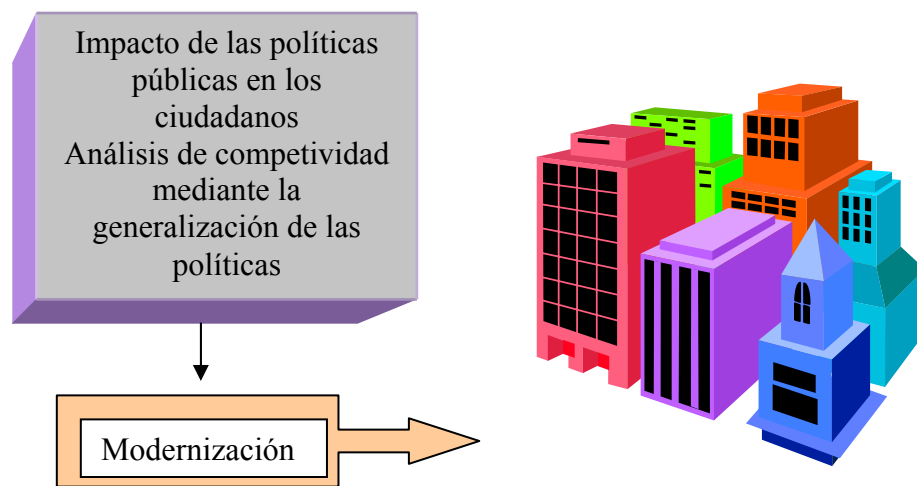 Impacto de las políticas
públicas en los
ciudadanos
Análisis de competividad
mediante la
generalización de las
políticas
Modernización